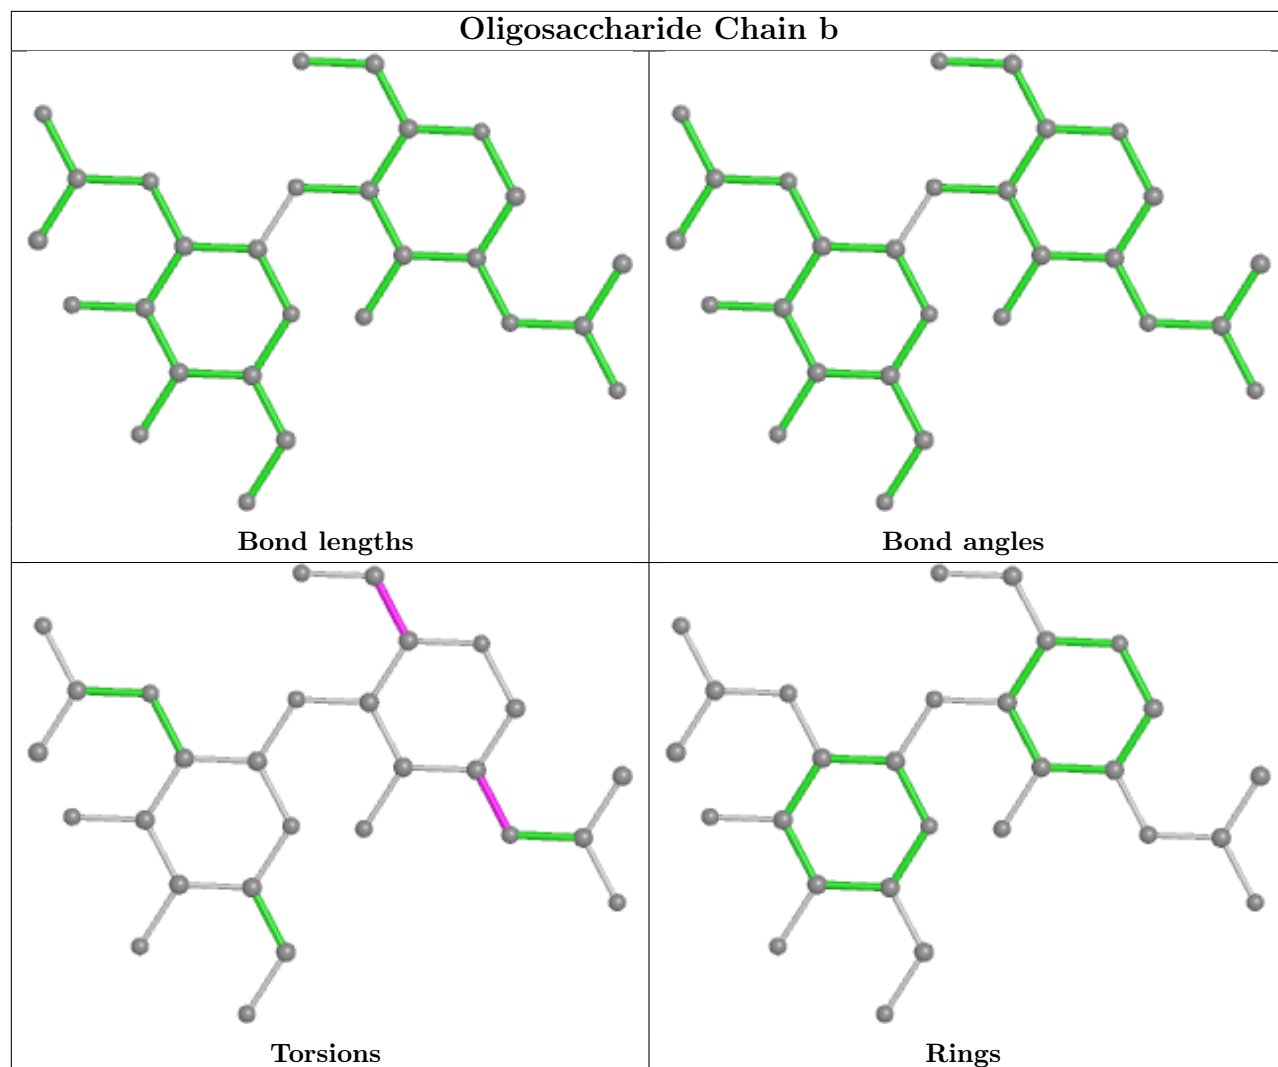 Oligosaccharide Chain b
Bond lengths
Bond angles
Torsions
Rings